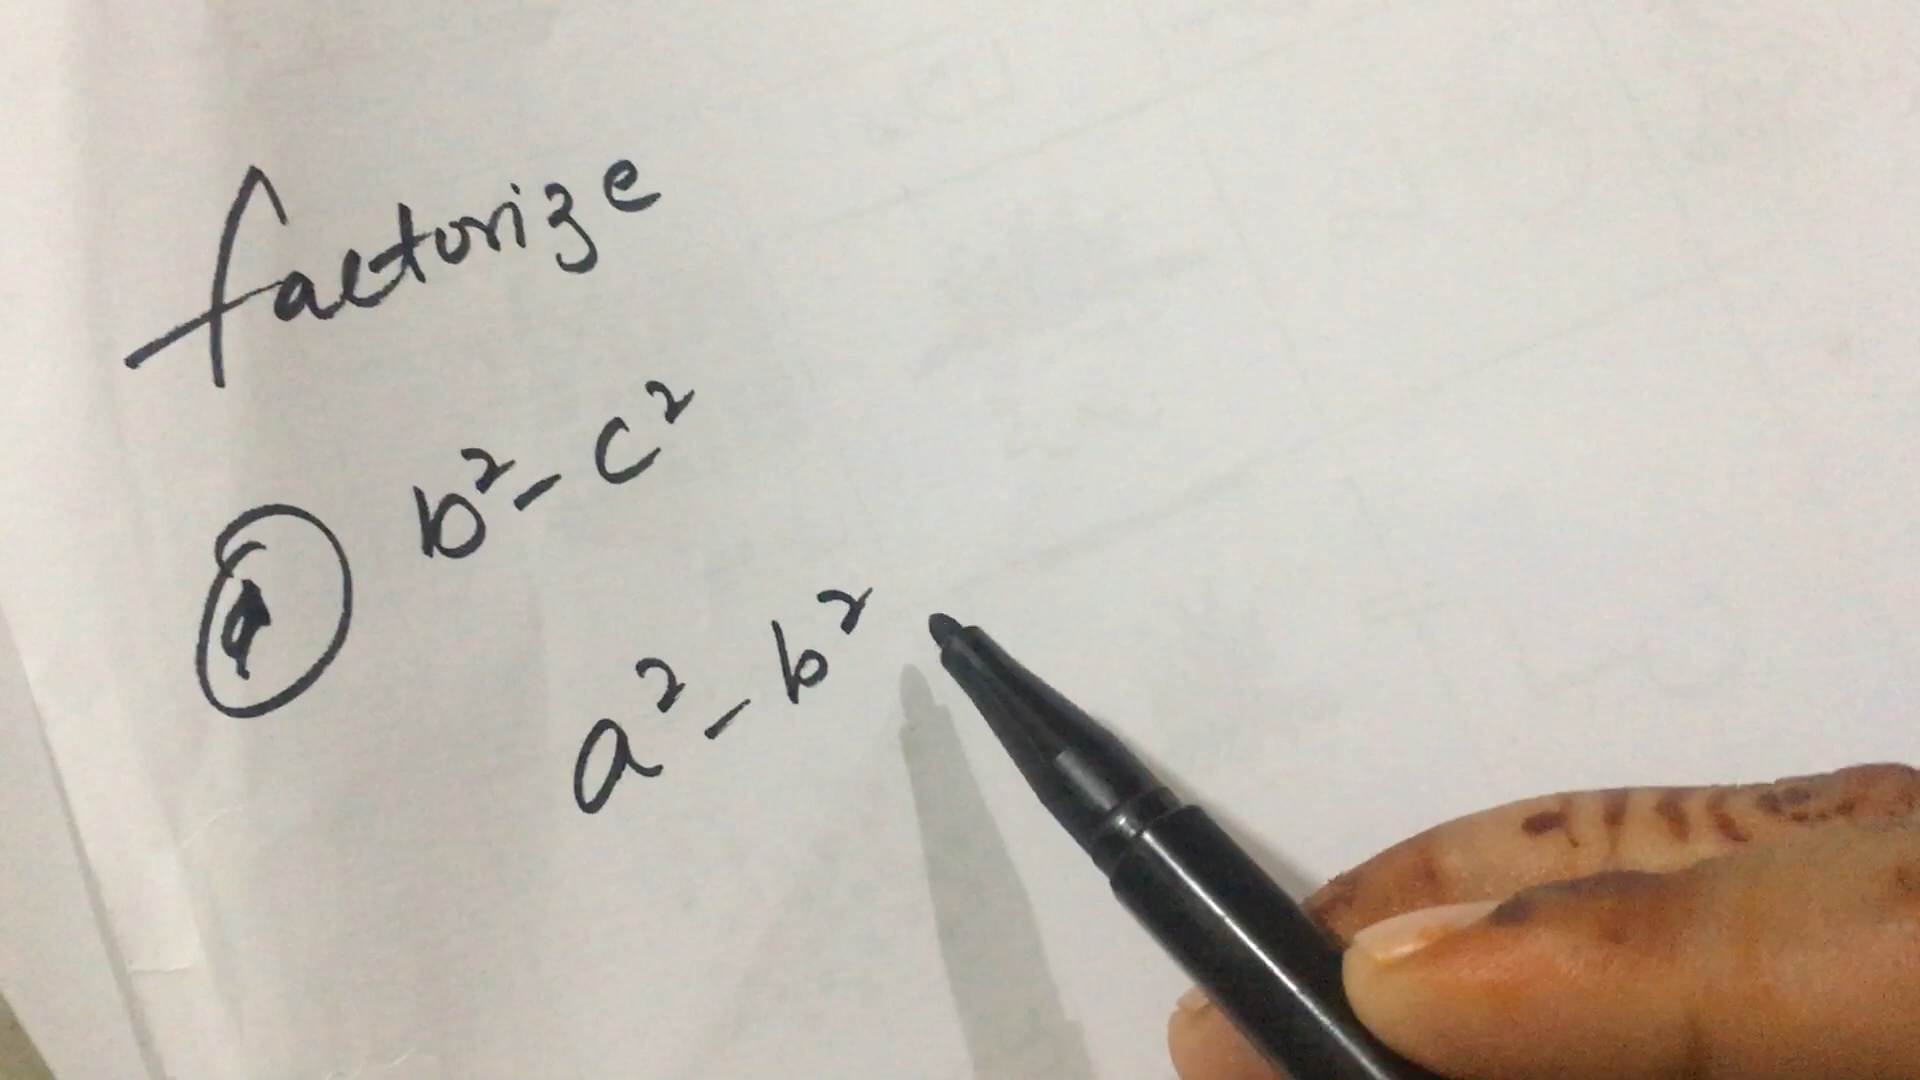 factorize
a b² - c²
a² - b²